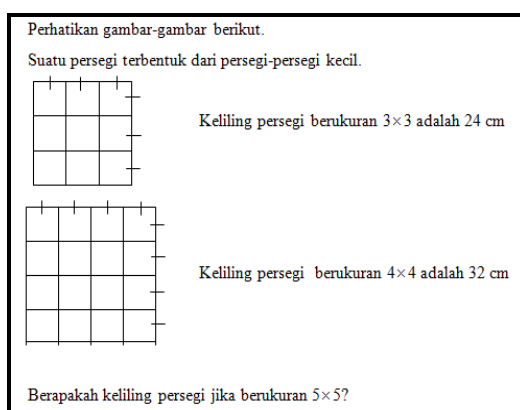 Perhatikan gambar-gambar berikut.
Suatu persegi terbentuk dari persegi-persegi kecil.
Keliling persegi berukuran 3×3 adalah 24 cm
Keliling persegi berukuran 4×4 adalah 32 cm
Berapakah keliling persegi jika berukuran 5×5?